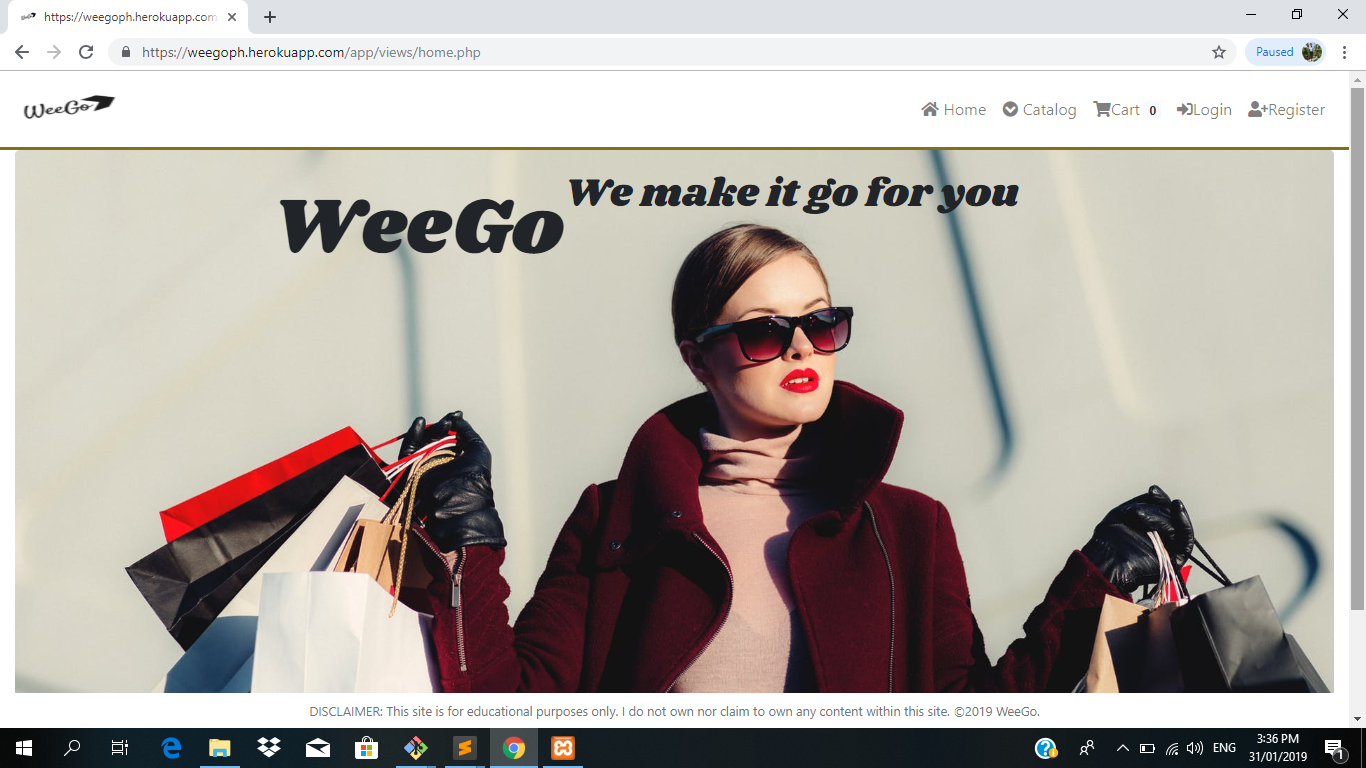 https://weegoph.herokuapp.com
https://weegoph.herokuapp.com/app/views/home.php
Paused
WeeGo
Home Catalog Cart 0 Login Register
We make it go for you
WeeGo
DISCLAIMER: This site is for educational purposes only. I do not own nor claim to own any content within this site. ©2019 WeeGo.
ENG
3:36 PM
31/01/2019
1